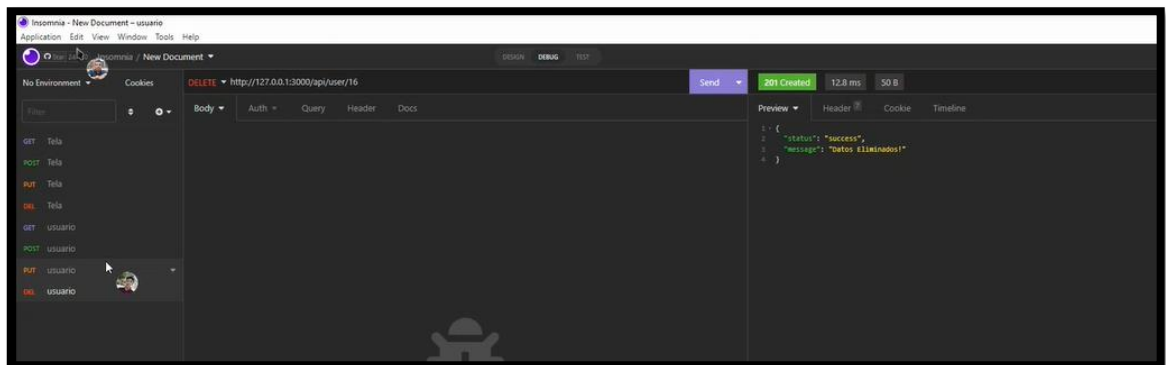 Insomnia - New Document – usuario
Application Edit View Window Tools Help
Star Insomnia / New Document
DESIGN DEBUG TEST
No Environment Cookies
DELETE http://127.0.0.1:3000/api/user/16
Send
201 Created 12.8 ms 50 B
Filter
Body Auth Query Header Docs
Preview Header Cookie Timeline
GET Tela
POST Tela
PUT Tela
DEL Tela
GET usuario
POST usuario
PUT usuario
DEL usuario
1 {
2 "status": "success",
3 "message": "Datos Eliminados!"
4 }